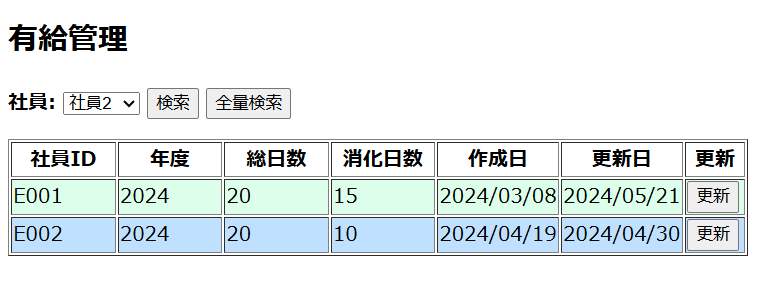 有給管理
社員: 社員2 検索 全量検索
社員ID 年度 総日数 消化日数 作成日 更新日 更新
E001 2024 20 15 2024/03/08 2024/05/21 更新
E002 2024 20 10 2024/04/19 2024/04/30 更新